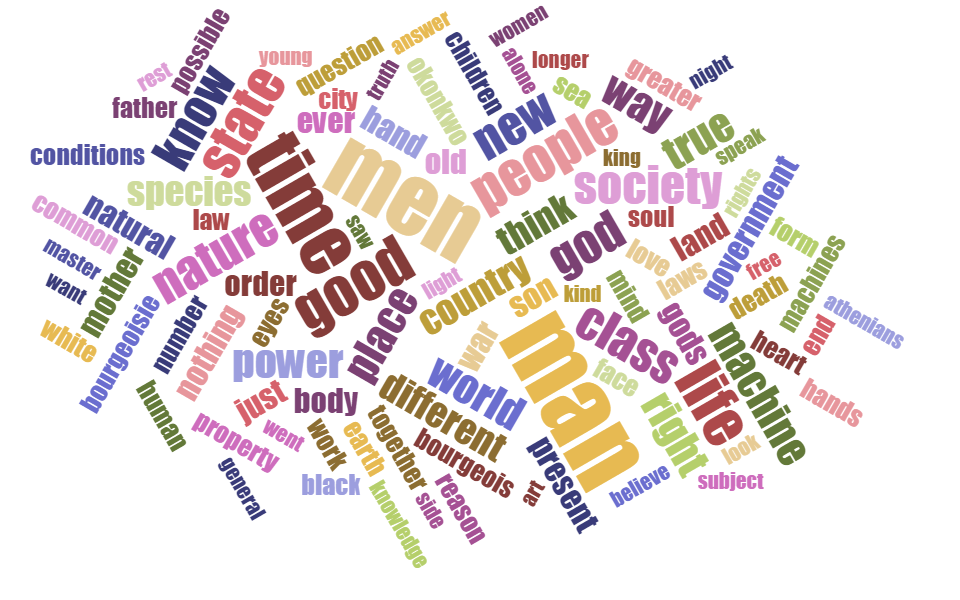 women
possible
answer
children
young
question
alone
longer
rest
truth
okonkwo
sea
greater
night
father
know
state
city
ever
hand
new
way
true
speak
conditions
time
men
old
people
king
society
species
law
saw
think
god
soul
rights
government
common
natural
nature
land
love
laws
form
master
mother
order
light
country
son
kind
mind
free
death
machines
want
good
place
athenians
white
bourgeoisie
number
nothing
eyes
power
war
man
class
gods
machine
heart
end
face
life
hands
human
just
body
different
world
right
look
property
went
work
earth
together
bourgeois
present
believe
subject
general
black
knowledge
side
reason
art